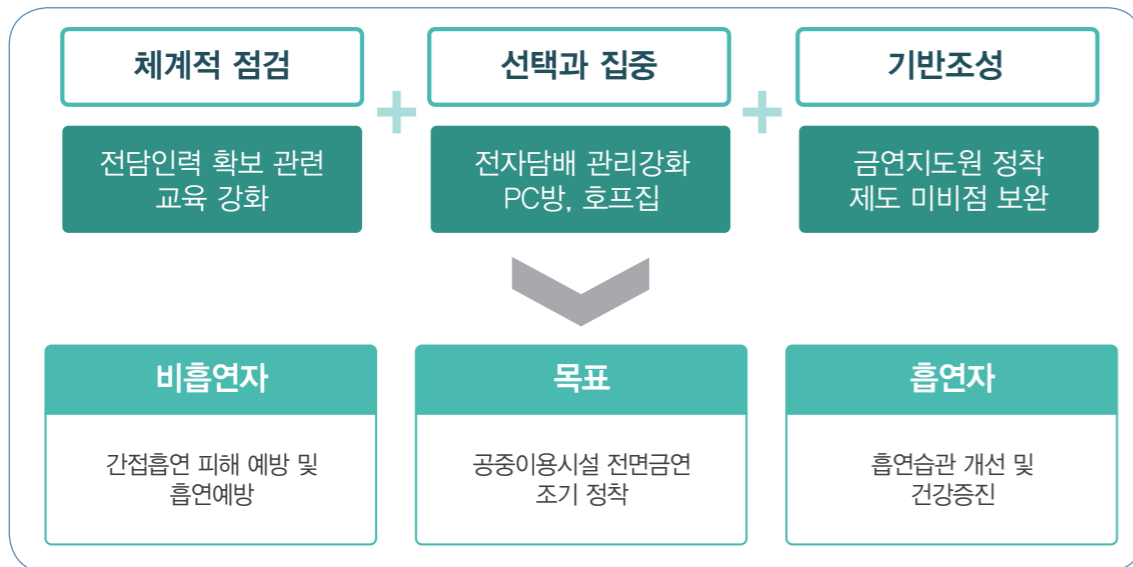 체계적 점검
전담인력 확보 관련
교육 강화
+
선택과 집중
전자담배 관리강화
PC방, 호프집
+
기반조성
금연지도원 정착
제도 미비점 보완
비흡연자
간접흡연 피해 예방 및
흡연예방
목표
공중이용시설 전면금연
조기 정착
흡연자
흡연습관 개선 및
건강증진